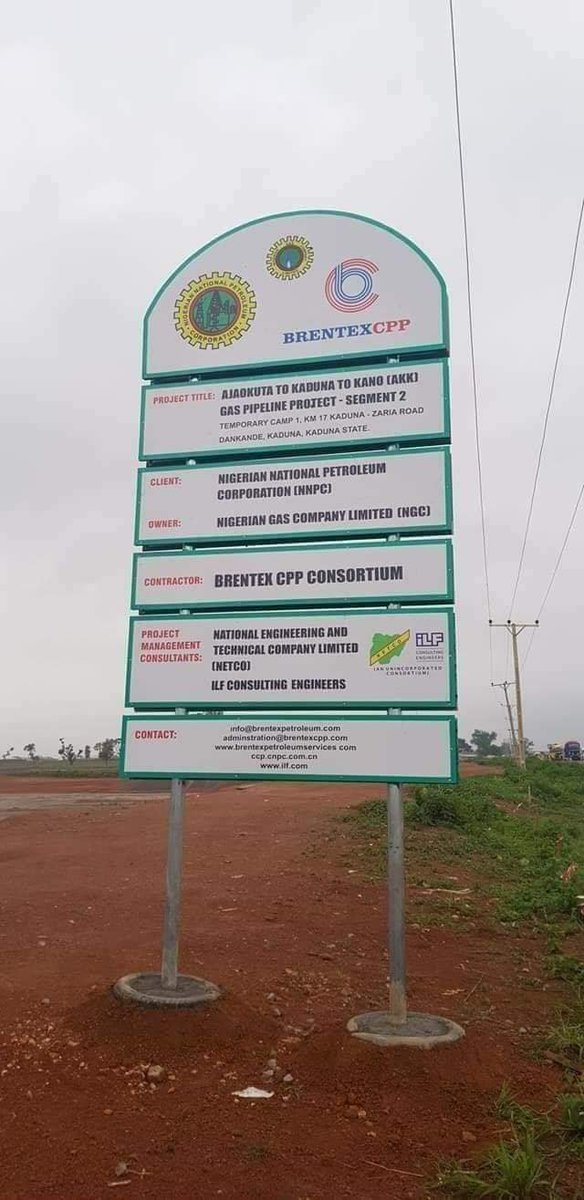 NIGERIAN NATIONAL PETROLEUM
CORPORATION
BRENTEXCPP
PROJECT TITLE: AJAOKUTA TO KADUNA TO KANO (AKK)
GAS PIPELINE PROJECT - SEGMENT 2
TEMPORARY CAMP 1, KM 17 KADUNA - ZARIA ROAD
DANKANDE, KADUNA, KADUNA STATE.
CLIENT: NIGERIAN NATIONAL PETROLEUM
CORPORATION (NNPC)
OWNER: NIGERIAN GAS COMPANY LIMITED (NGC)
CONTRACTOR: BRENTEX CPP CONSORTIUM
PROJECT
MANAGEMENT
CONSULTANTS:
NATIONAL ENGINEERING AND
TECHNICAL COMPANY LIMITED
(NETCO)
ILF CONSULTING ENGINEERS
NETCO
iLF
CONSULTING
ENGINEERS
(AN UNINCORPORATED
CONSORTIUM)
CONTACT: info@brentexpetroleum.com
adminstration@brentexcpp.com
www.brentexpetroleumservices.com
ccp.cnpc.com.cn
www.ilf.com